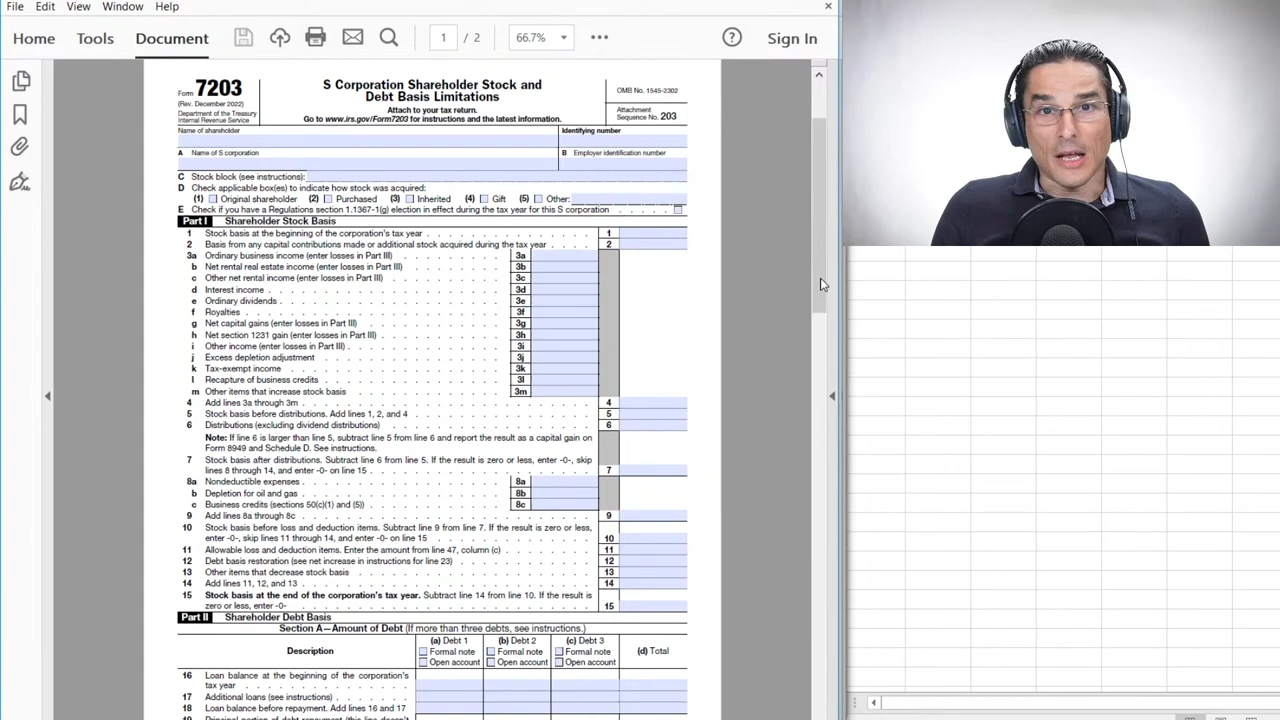 File View Window Help ×
Home Tools Document 1 / 2 66.7% Sign In
Form 7203
(Rev. December 2022)
Department of the Treasury
Internal Revenue Service
S Corporation Shareholder Stock and
Debt Basis Limitations
Attach to your tax return.
Go to www.irs.gov/Form7203 for instructions and the latest information.
OMB No. 1545-2302
Attachment
Sequence No. 203
Name of shareholder Identifying number
A Name of S corporation B Employer identification number
C Stock block (see instructions):
D Check applicable box(es) to indicate how stock was acquired:
(1) Original shareholder (2) Purchased (3) Inherited (4) Gift (5) Other:
E Check if you have a Regulations section 1.1367-1(g) election in effect during the tax year for this S corporation
Part I Shareholder Stock Basis
1 Stock basis at the beginning of the corporation's tax year 1
2 Basis from any capital contributions made or additional stock acquired during the tax year 2
3a Ordinary business income (enter losses in Part III) 3a
b Net rental real estate income (enter losses in Part III) 3b
c Other net rental income (enter losses in Part III) 3c
d Interest income 3d
e Ordinary dividends 3e
f Royalties 3f
g Net capital gains (enter losses in Part III) 3g
h Net section 1231 gain (enter losses in Part III) 3h
i Other income (enter losses in Part III) 3i
j Excess depletion adjustment 3j
k Tax-exempt income 3k
l Recapture of business credits 3l
m Other items that increase stock basis 3m
4 Add lines 3a through 3m 4
5 Stock basis before distributions. Add lines 1, 2, and 4 5
6 Distributions (excluding dividend distributions) 6
Note: If line 6 is larger than line 5, subtract line 5 from line 6 and report the result as a capital gain on
Form 8949 and Schedule D. See instructions.
7 Stock basis after distributions. Subtract line 6 from line 5. If the result is zero or less, enter -0-, skip
lines 8 through 14, and enter -0- on line 15 7
8a Nondeductible expenses 8a
b Depletion for oil and gas 8b
c Business credits (sections 50(c)(1) and (5)) 8c
9 Add lines 8a through 8c 9
10 Stock basis before loss and deduction items. Subtract line 9 from line 7. If the result is zero or less,
enter -0-, skip lines 11 through 14, and enter -0- on line 15 10
11 Allowable loss and deduction items. Enter the amount from line 47, column (c) 11
12 Debt basis restoration (see net increase in instructions for line 23) 12
13 Other items that decrease stock basis 13
14 Add lines 11, 12, and 13 14
15 Stock basis at the end of the corporation's tax year. Subtract line 14 from line 10. If the result is
zero or less, enter -0- 15
Part II Shareholder Debt Basis
Section A—Amount of Debt (If more than three debts, see instructions.)
Description (a) Debt 1 (b) Debt 2 (c) Debt 3 (d) Total
Formal note Formal note Formal note
Open account Open account Open account
16 Loan balance at the beginning of the corporation's
tax year
17 Additional loans (see instructions)
18 Loan balance before repayment. Add lines 16 and 17
19 Principal portion of debt repayment (this line doesn't